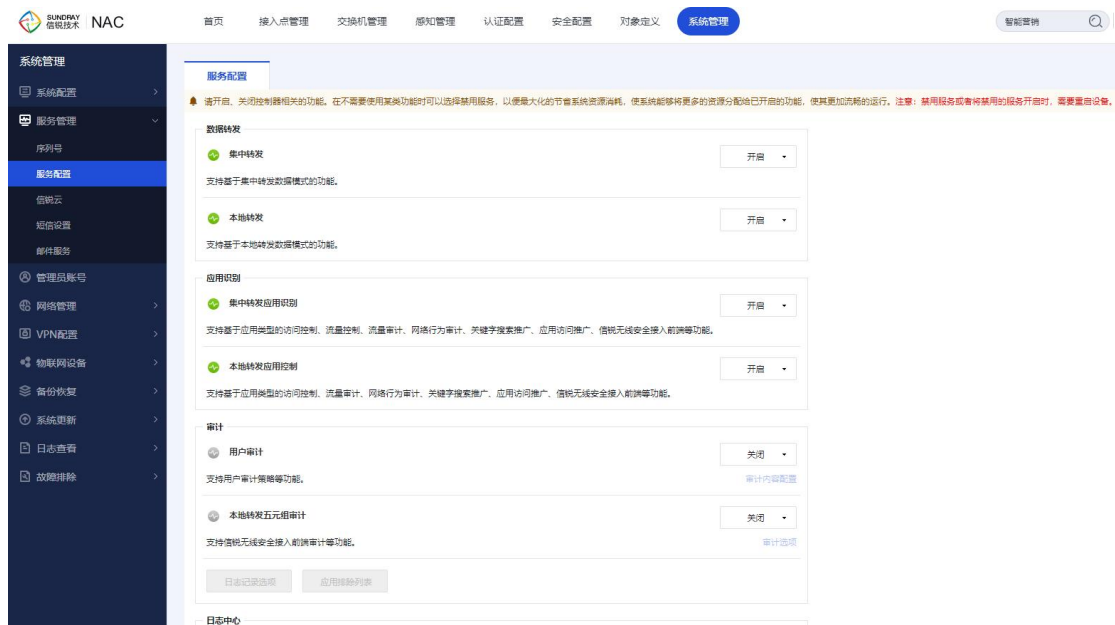 SUNDRAY
信锐技术
NAC
首页 接入点管理 交换机管理 感知管理 认证配置 安全配置 对象定义 系统管理
智能营销
系统管理
系统配置
服务管理
序列号
服务配置
信锐云
短信设置
邮件服务
管理员账号
网络管理
VPN配置
物联网设备
备份恢复
系统更新
日志查看
故障排除
服务配置
请开启、关闭控制器相关的功能。在不需要使用某类功能时可以选择禁用服务，以便最大化的节省系统资源消耗，使系统能够将更多的资源分配给已开启的功能，使其更加流畅的运行。注意：禁用服务或者将禁用的服务开启时，需要重启设备。
数据转发
集中转发 开启
支持基于集中转发数据模式的功能。
本地转发 开启
支持基于本地转发数据模式的功能。
应用识别
集中转发应用识别 开启
支持基于应用类型的访问控制、流量控制、流量审计、网络行为审计、关键字搜索推广、应用访问推广、信锐无线安全接入前端等功能。
本地转发应用控制 开启
支持基于应用类型的访问控制、流量审计、网络行为审计、关键字搜索推广、应用访问推广、信锐无线安全接入前端等功能。
审计
用户审计 关闭
支持用户审计策略等功能。 审计内容配置
本地转发五元组审计 关闭
支持信锐无线安全接入前端审计等功能。 审计选项
日志记录选项 应用排除列表
日志中心